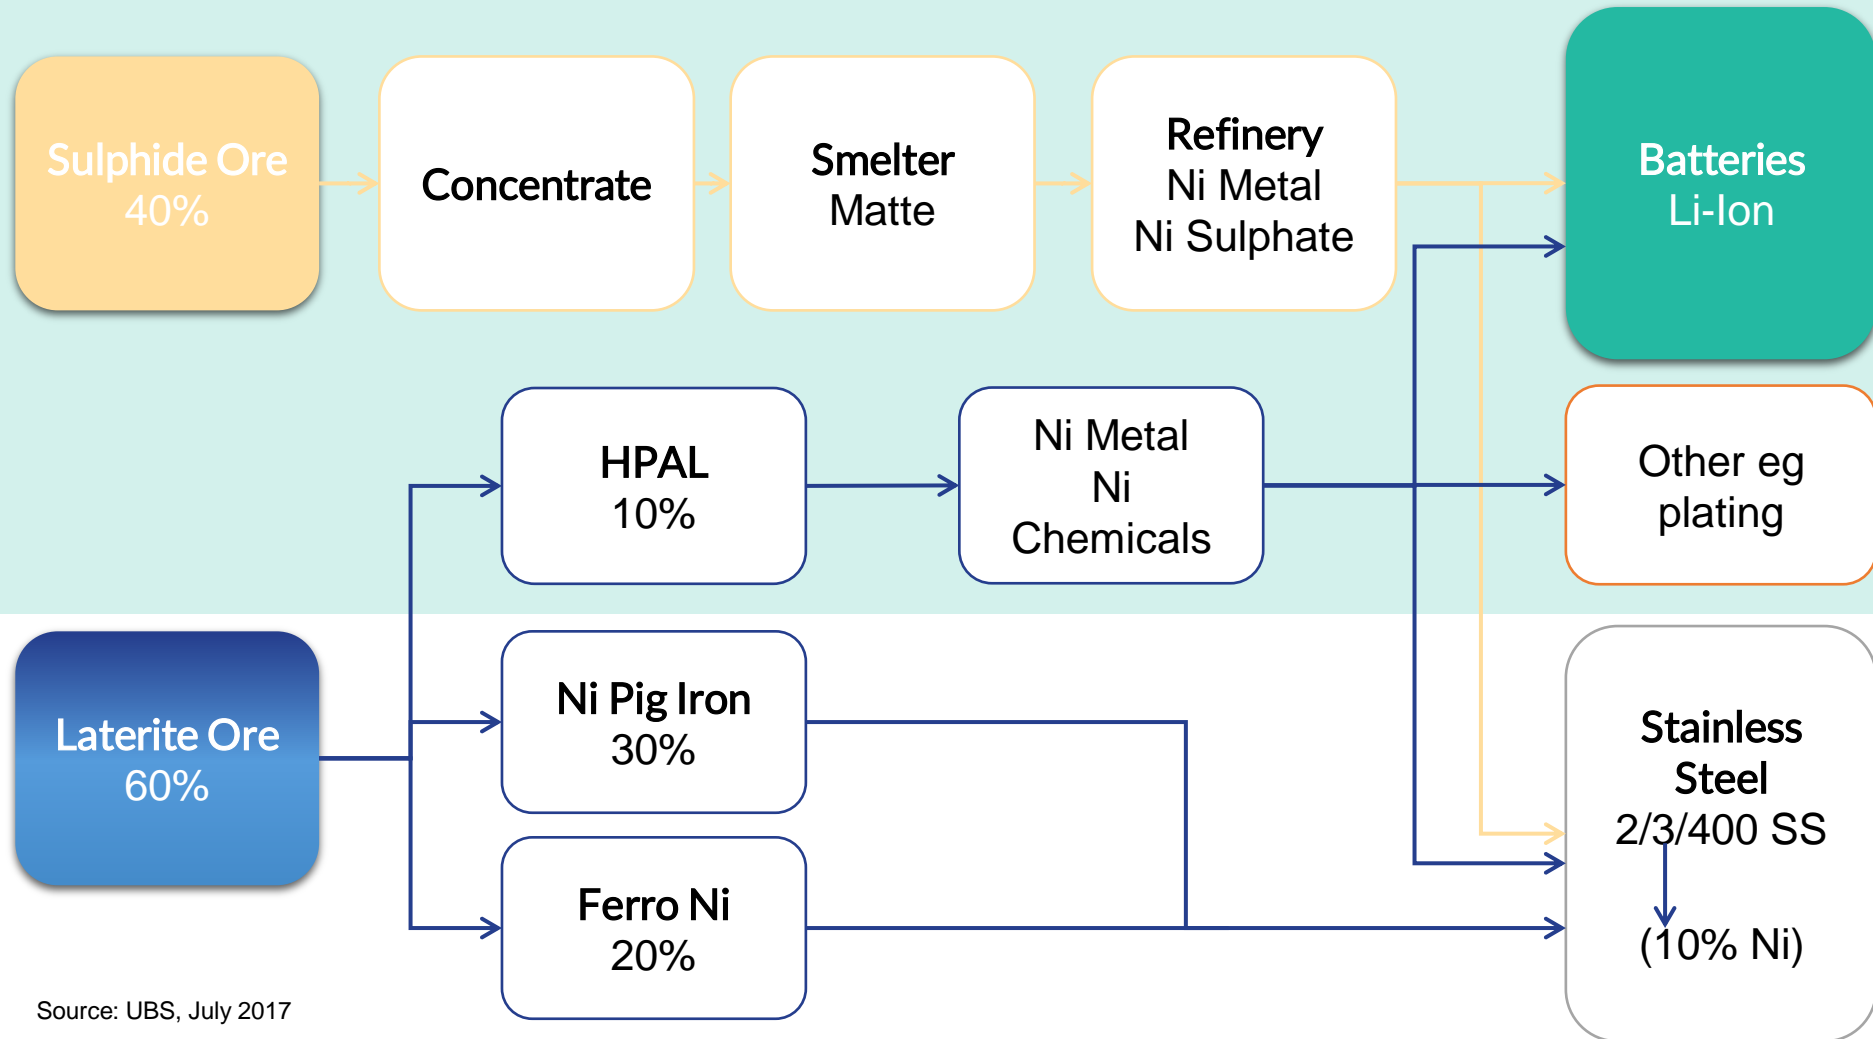 Sulphide Ore
40%
Concentrate
Smelter
Matte
Refinery
Ni Metal
Ni Sulphate
Batteries
Li-Ion
HPAL
10%
Ni Metal
Ni
Chemicals
Other eg
plating
Laterite Ore
60%
Ni Pig Iron
30%
Ferro Ni
20%
Stainless
Steel
2/3/400 SS
(10% Ni)
Source: UBS, July 2017